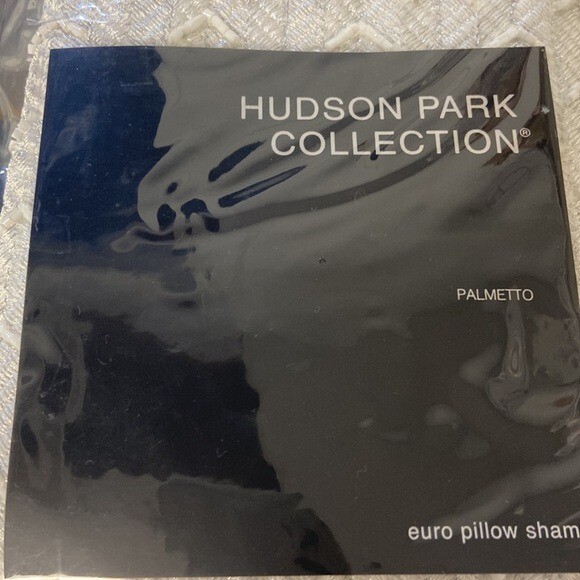 HUDSON PARK
COLLECTION®
PALMETTO
euro pillow sham